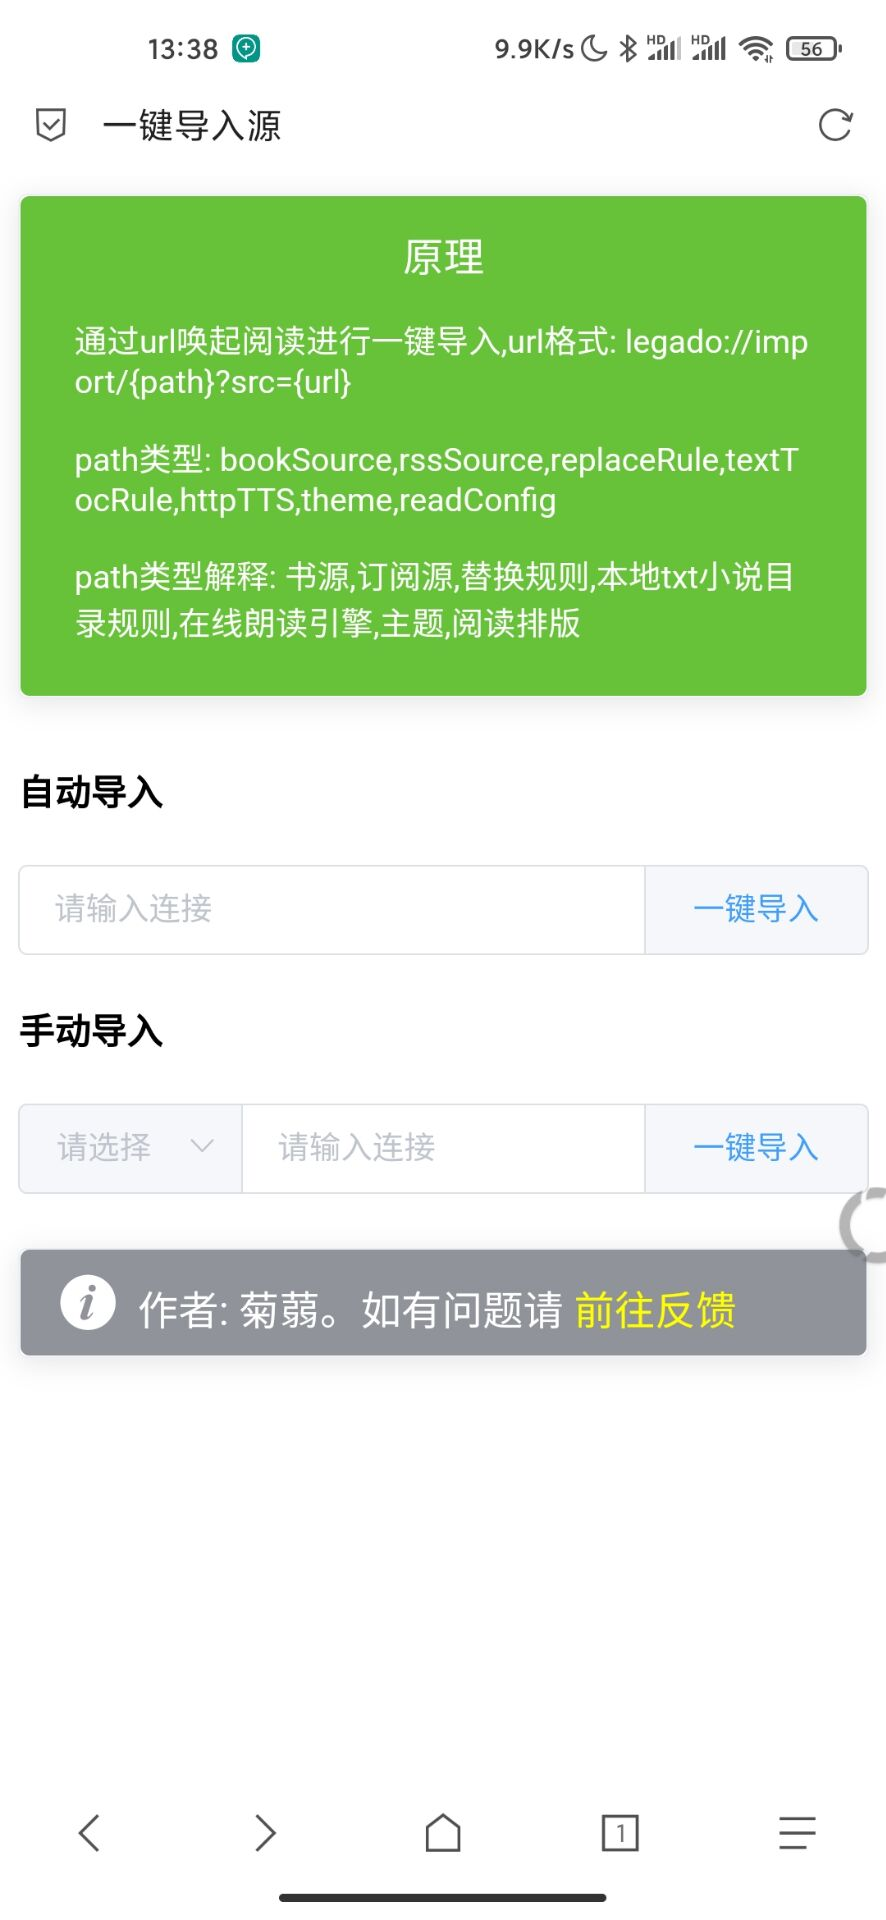 13:38 9.9K/s HD HD 56
一键导入源
原理
通过url唤起阅读进行一键导入,url格式: legado://imp
ort/{path}?src={url}
path类型: bookSource,rssSource,replaceRule,textT
ocRule,httpTTS,theme,readConfig
path类型解释: 书源,订阅源,替换规则,本地txt小说目
录规则,在线朗读引擎,主题,阅读排版
自动导入
请输入连接 一键导入
手动导入
请选择 请输入连接 一键导入
作者: 菊蒻。如有问题请 前往反馈
1